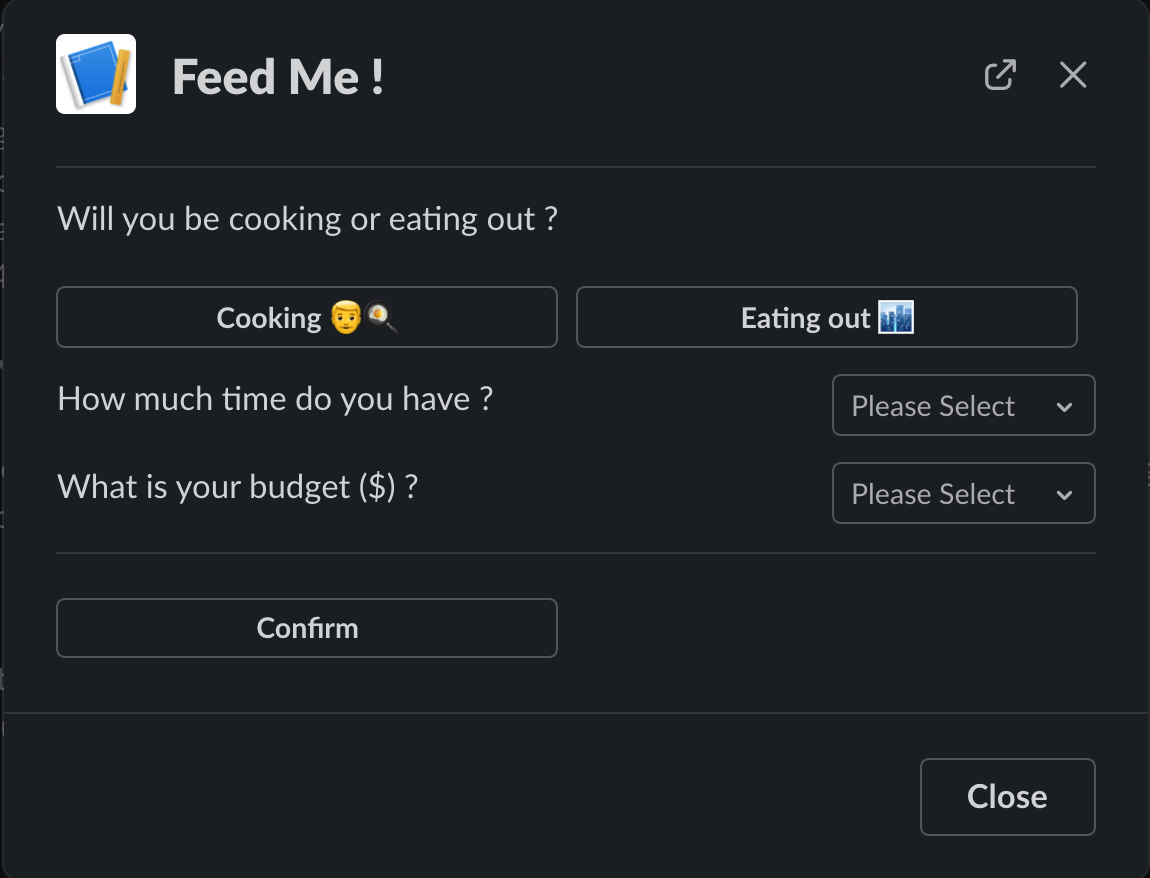 Feed Me !
Will you be cooking or eating out ?
Cooking
Eating out
How much time do you have ?
Please Select
What is your budget ($) ?
Please Select
Confirm
Close